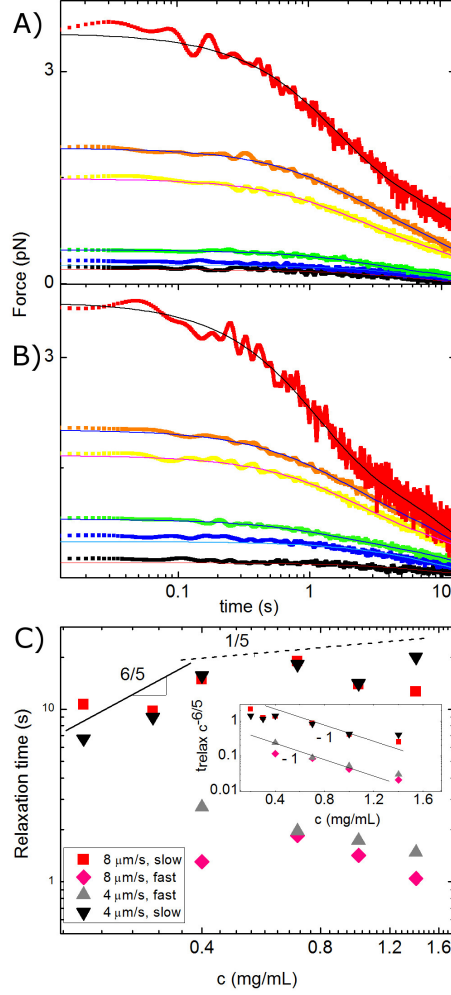 A)
3
0
Force (pN)
B)
3
0.1
1
10
time (s)
C)
100
1/5
6/5
10
1
Relaxation time (s)
trelax c^-6/5
1
0.1
0.01
- 1
- 1
0.4
0.8
1.2
1.6
c (mg/mL)
8 μm/s, slow
8 μm/s, fast
4 μm/s, fast
4 μm/s, slow
0.4
0.8
1.2
1.6
c (mg/mL)